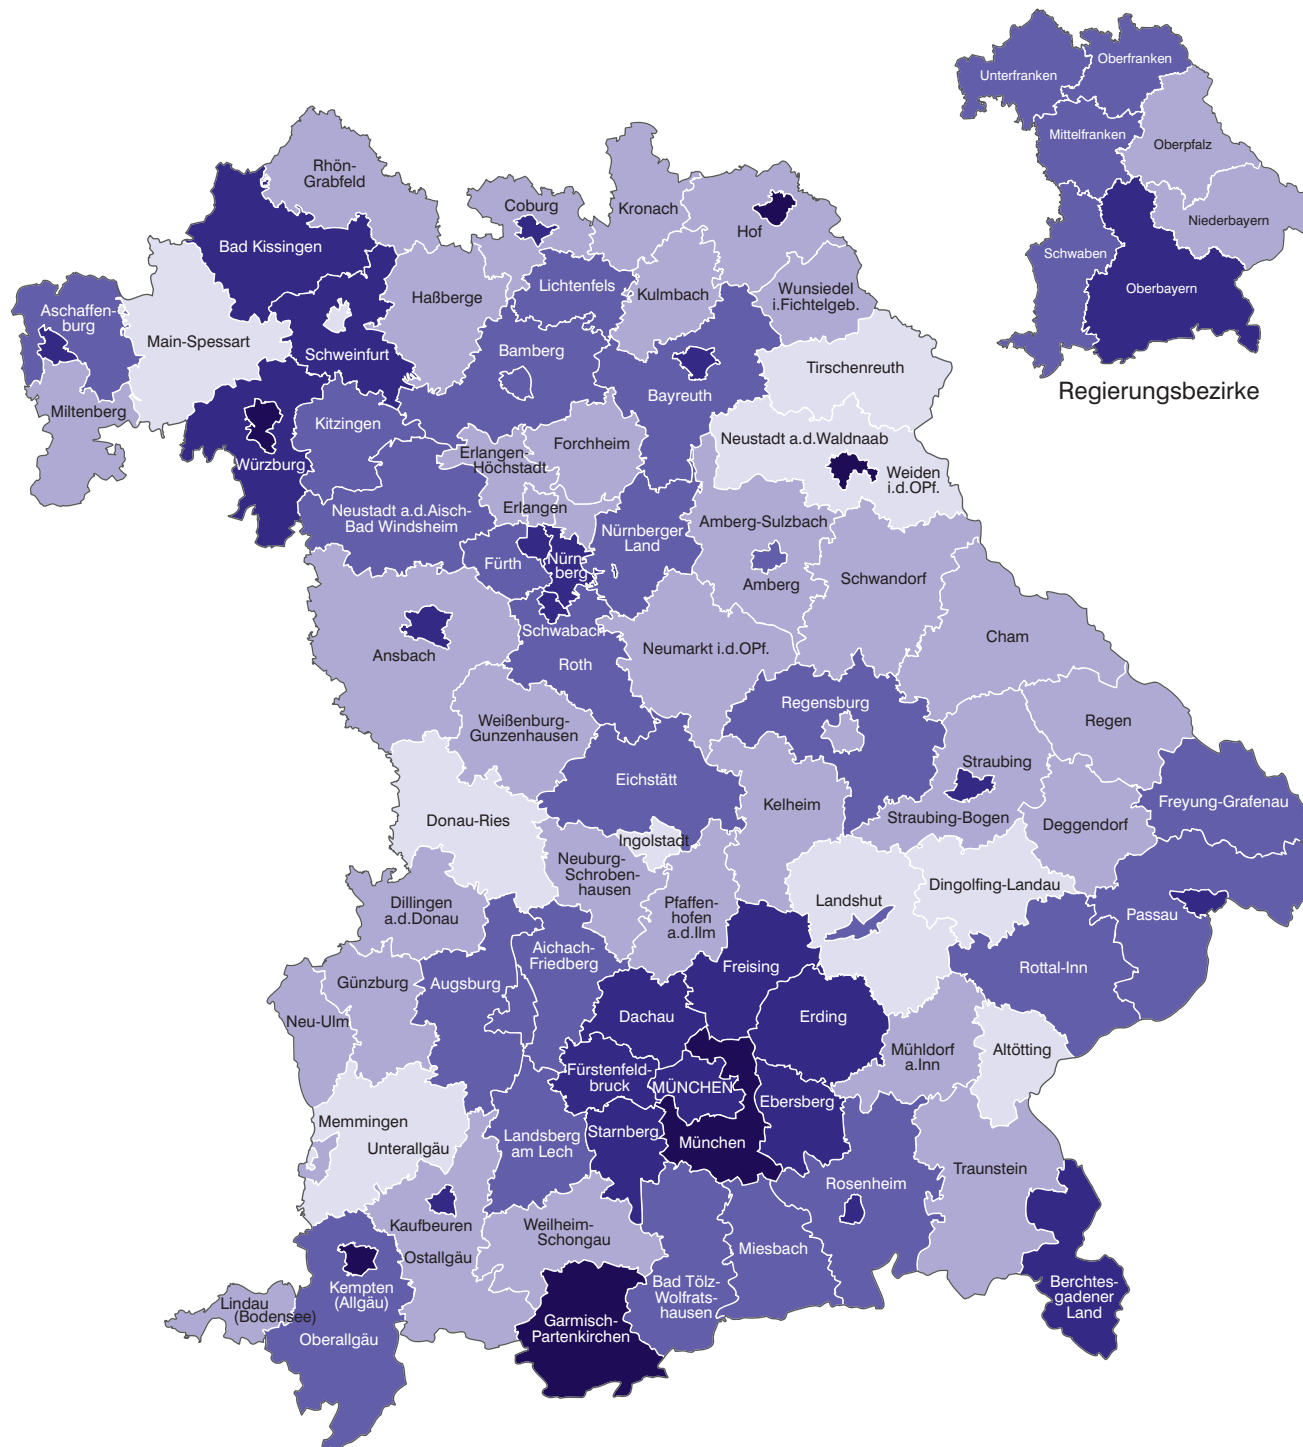 Oberfranken
Unterfranken
Mittelfranken
Oberpfalz
Niederbayern
Schwaben
Oberbayern
Regierungsbezirke
Rhön-
Grabfeld
Coburg
Kronach
Hof
Bad Kissingen
Haßberge
Lichtenfels
Kulmbach
Wunsiedel
i.Fichtelgeb.
Aschaffen-
burg
Main-Spessart
Schweinfurt
Bamberg
Bayreuth
Tirschenreuth
Miltenberg
Kitzingen
Würzburg
Forchheim
Erlangen-
Höchstadt
Neustadt a.d.Waldnaab
Weiden
i.d.OPf.
Neustadt a.d.Aisch-
Bad Windsheim
Erlangen
Nürnberger
Land
Amberg-Sulzbach
Fürth
Nürn-
berg
Amberg
Schwandorf
Ansbach
Schwabach
Roth
Neumarkt i.d.OPf.
Cham
Weißenburg-
Gunzenhausen
Regensburg
Regen
Eichstätt
Straubing
Kelheim
Freyung-Grafenau
Donau-Ries
Straubing-Bogen
Deggendorf
Ingolstadt
Neuburg-
Schroben-
hausen
Dillingen
a.d.Donau
Pfaffen-
hofen
a.d.Ilm
Landshut
Dingolfing-Landau
Passau
Aichach-
Friedberg
Freising
Rottal-Inn
Günzburg
Augsburg
Neu-Ulm
Dachau
Erding
Mühldorf
a.Inn
Altötting
Fürstenfeld-
bruck
MÜNCHEN
Ebersberg
Memmingen
Unterallgäu
Landsberg
am Lech
Starnberg
München
Traunstein
Rosenheim
Kaufbeuren
Ostallgäu
Weilheim-
Schongau
Miesbach
Kempten
(Allgäu)
Bad Tölz-
Wolfrats-
hausen
Berchtes-
gadener
Land
Lindau
(Bodensee)
Oberallgäu
Garmisch-
Partenkirchen